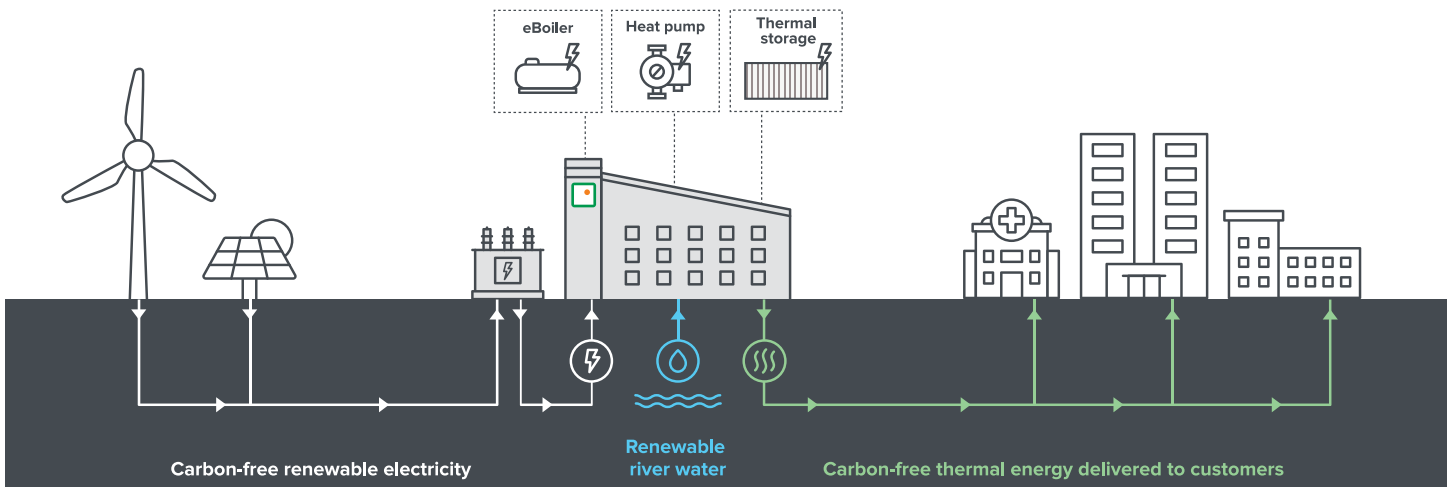 eBoiler
Heat pump
Thermal
storage
Carbon-free renewable electricity
Renewable
river water
Carbon-free thermal energy delivered to customers